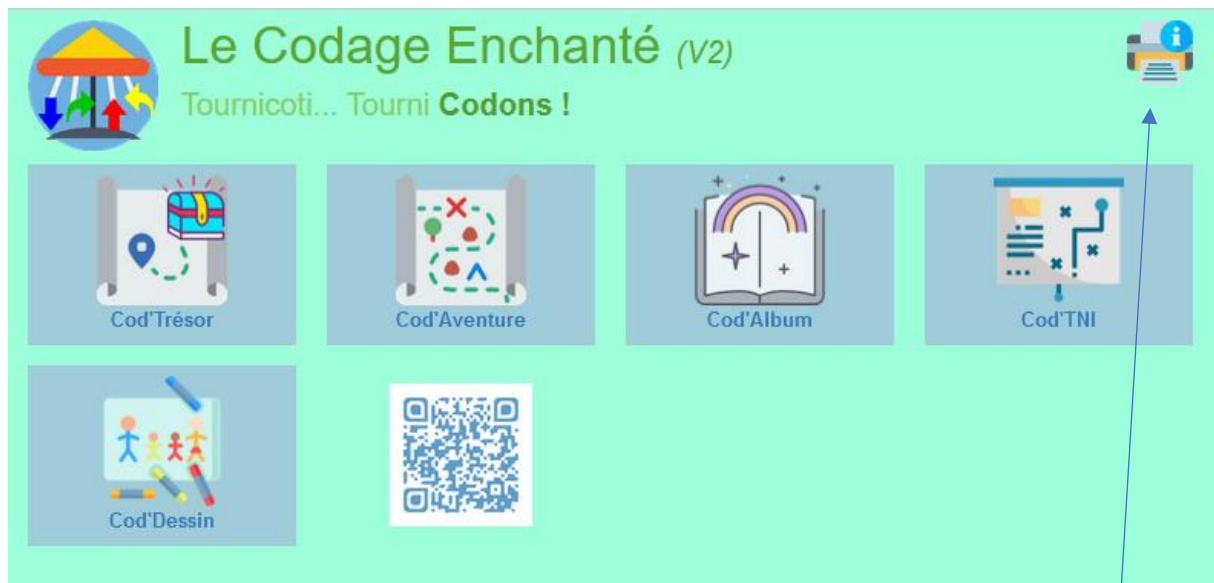 Le Codage Enchanté (V2)
Tournicoti... Tourni Codons !
Cod'Trésor
Cod'Aventure
Cod'Album
Cod'TNI
Cod'Dessin